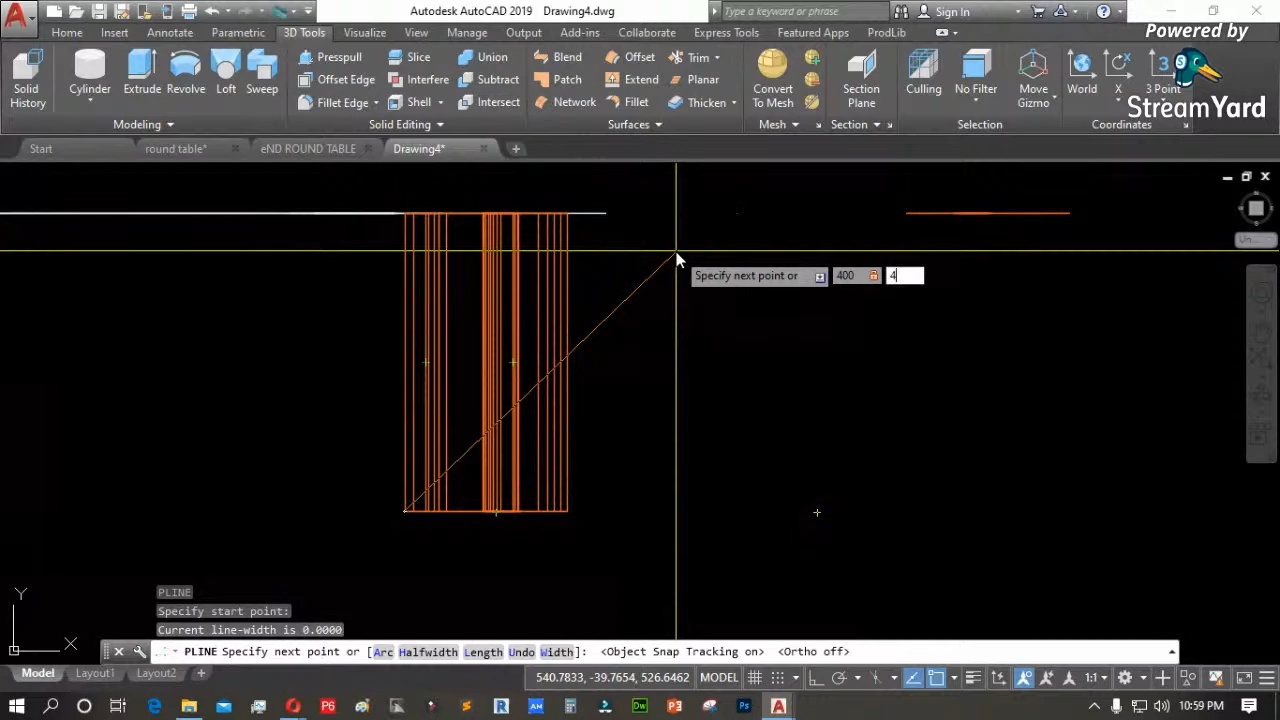 Autodesk AutoCAD 2019 Drawing4.dwg
Type a keyword or phrase
Sign In
Home Insert Annotate Parametric 3D Tools Visualize View Manage Output Add-ins Collaborate Express Tools Featured Apps ProdLib
Powered by
StreamYard
Solid History
Cylinder
Extrude
Revolve
Loft
Sweep
Presspull
Offset Edge
Fillet Edge
Slice
Interfere
Shell
Union
Subtract
Intersect
Blend
Patch
Network
Offset
Extend
Fillet
Trim
Planar
Thicken
Convert To Mesh
Section Plane
Culling
No Filter
Move Gizmo
World
X
3 Point
Modeling
Solid Editing
Surfaces
Mesh
Section
Selection
Coordinates
Start
round table*
eND ROUND TABLE
Drawing4*
Un...
Specify next point or 400 4
Y
X
PLINE
Specify start point:
Current line-width is 0.0000
PLINE Specify next point or [Arc Halfwidth Length Undo Width]: <Object Snap Tracking on> <Ortho off>
Model Layout1 Layout2
540.7833, -39.7654, 526.6462 MODEL
1:1
P6
R
AM
Dw
Ps
A
10:59 PM